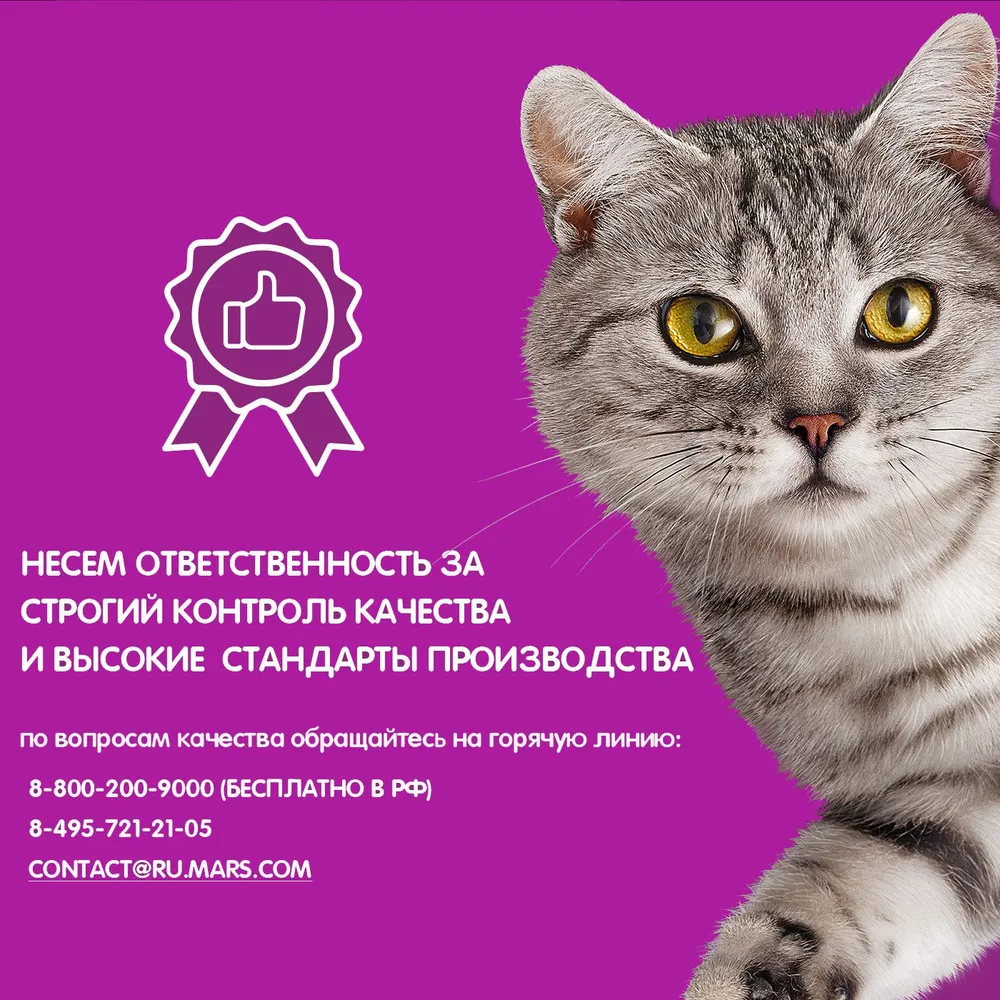 НЕСЕМ ОТВЕТСТВЕННОСТЬ ЗА
СТРОГИЙ КОНТРОЛЬ КАЧЕСТВА
И ВЫСОКИЕ СТАНДАРТЫ ПРОИЗВОДСТВА
по вопросам качества обращайтесь на горячую линию:
8-800-200-9000 (БЕСПЛАТНО В РФ)
8-495-721-21-05
CONTACT@RU.MARS.COM